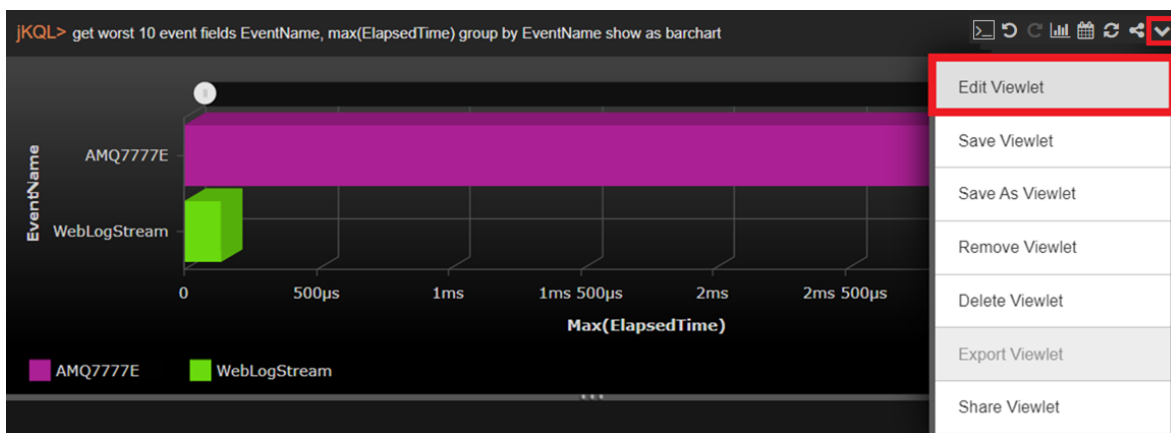 jKQL> get worst 10 event fields EventName, max(ElapsedTime) group by EventName show as barchart
Edit Viewlet
Save Viewlet
Save As Viewlet
Remove Viewlet
Delete Viewlet
Export Viewlet
Share Viewlet
EventName
AMQ7777E
WebLogStream
0 500µs 1ms 1ms 500µs 2ms 2ms 500µs
Max(ElapsedTime)
AMQ7777E WebLogStream